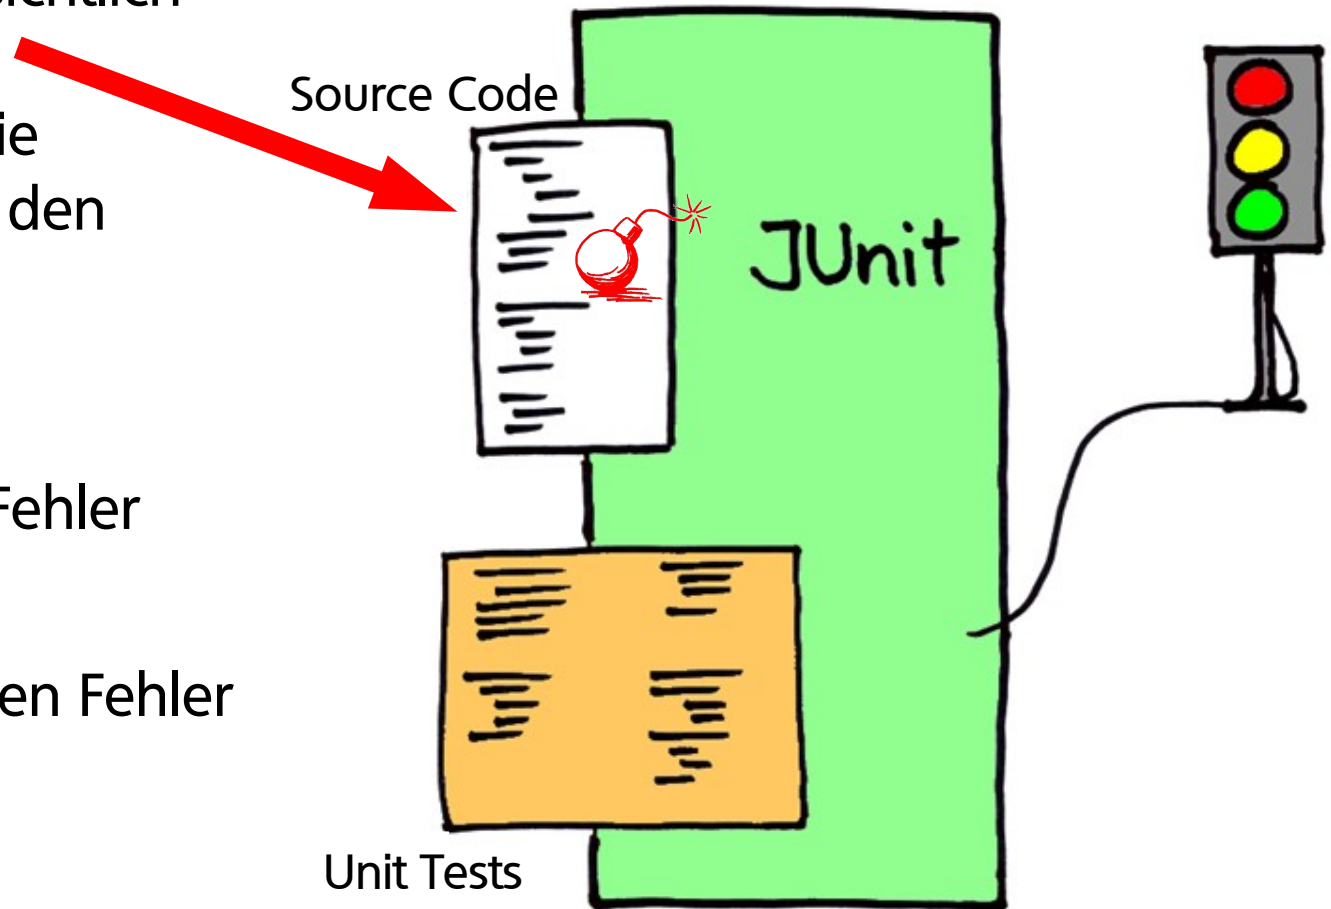 Source Code
ie
den
JUnit
Fehler
en Fehler
Unit Tests